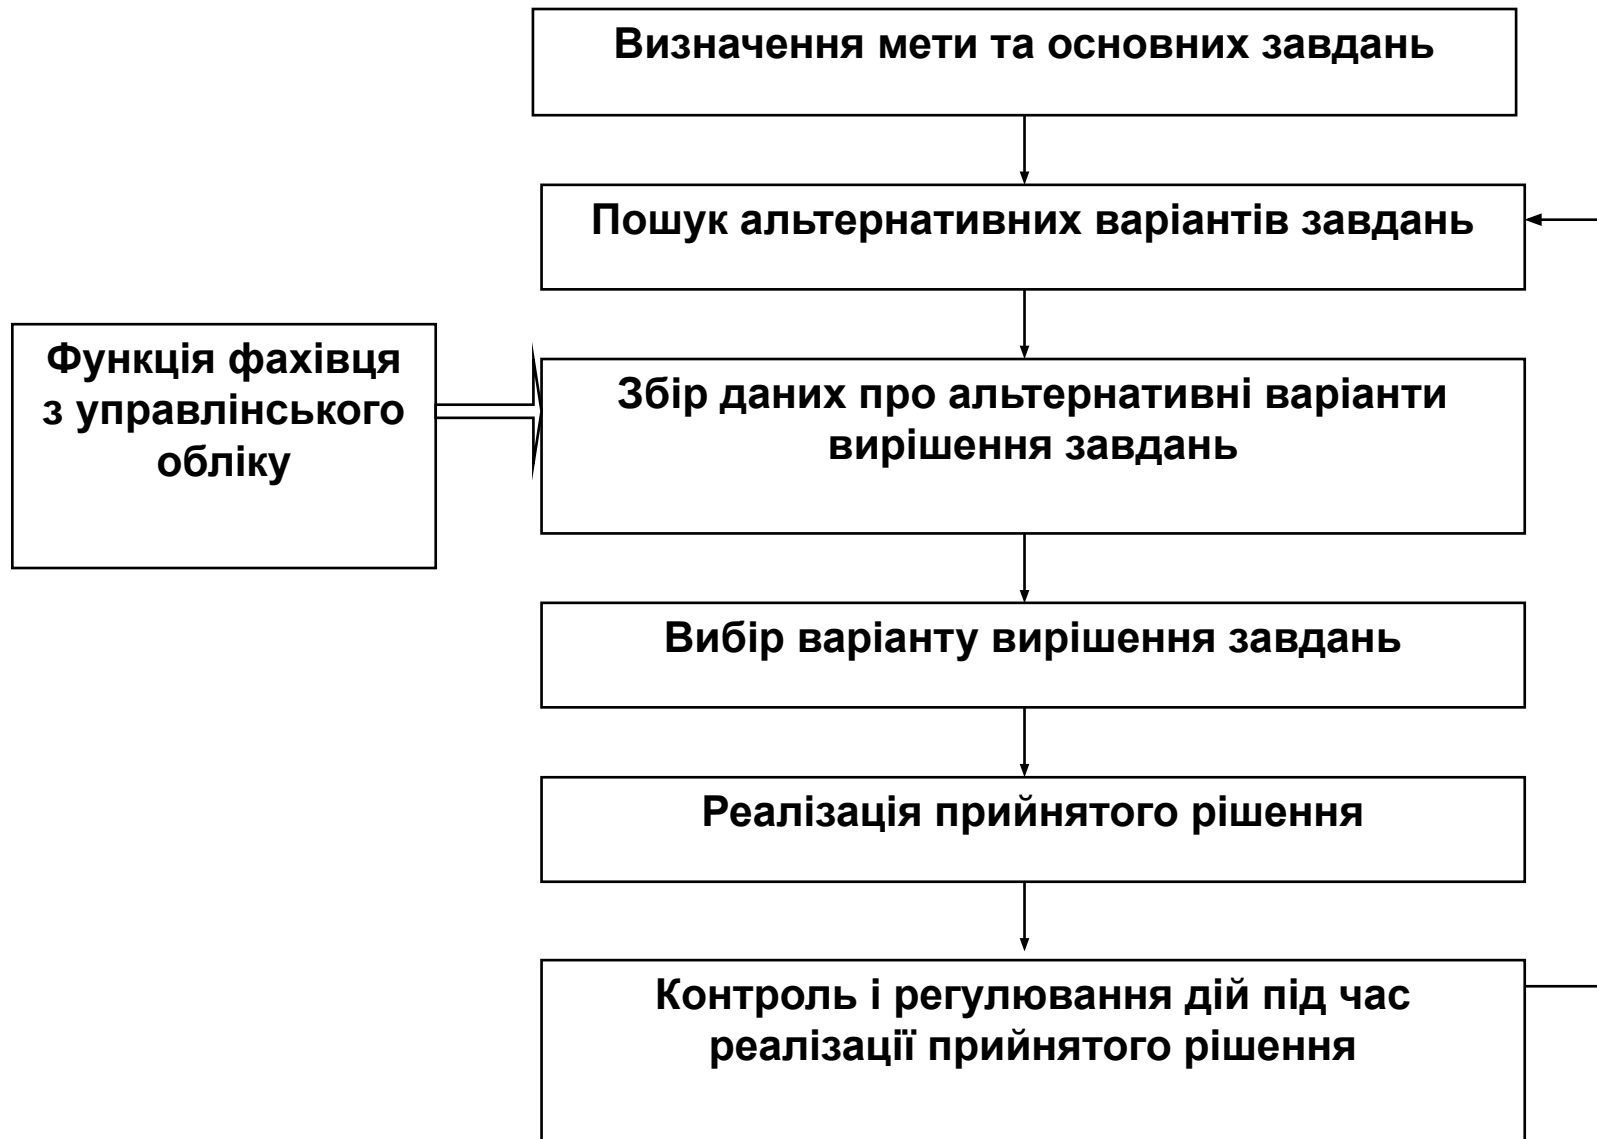 Визначення мети та основних завдань
Пошук альтернативних варіантів завдань
Функція фахівця
з управлінського
обліку
Збір даних про альтернативні варіанти
вирішення завдань
Вибір варіанту вирішення завдань
Реалізація прийнятого рішення
Контроль і регулювання дій під час
реалізації прийнятого рішення